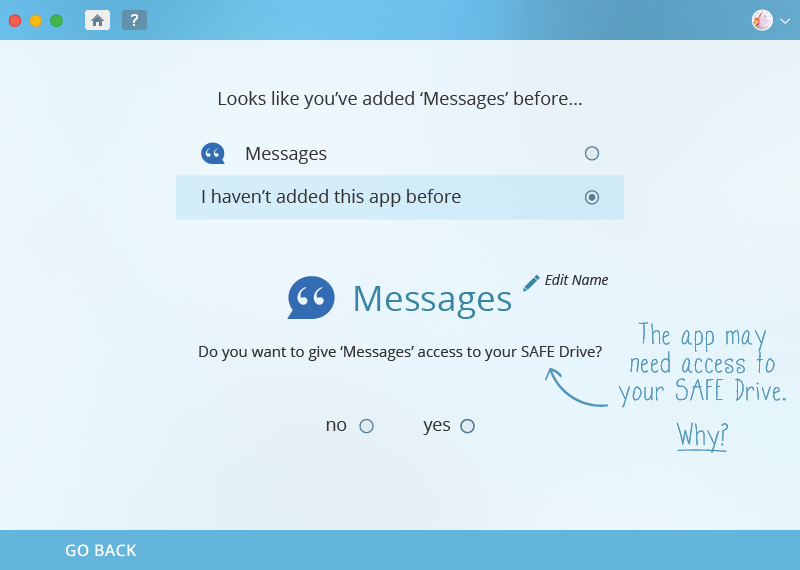 ?
Looks like you’ve added ‘Messages’ before...
Messages
I haven’t added this app before
Edit Name
Messages
Do you want to give ‘Messages’ access to your SAFE Drive?
The app may
need access to
your SAFE Drive.
Why?
no
yes
GO BACK